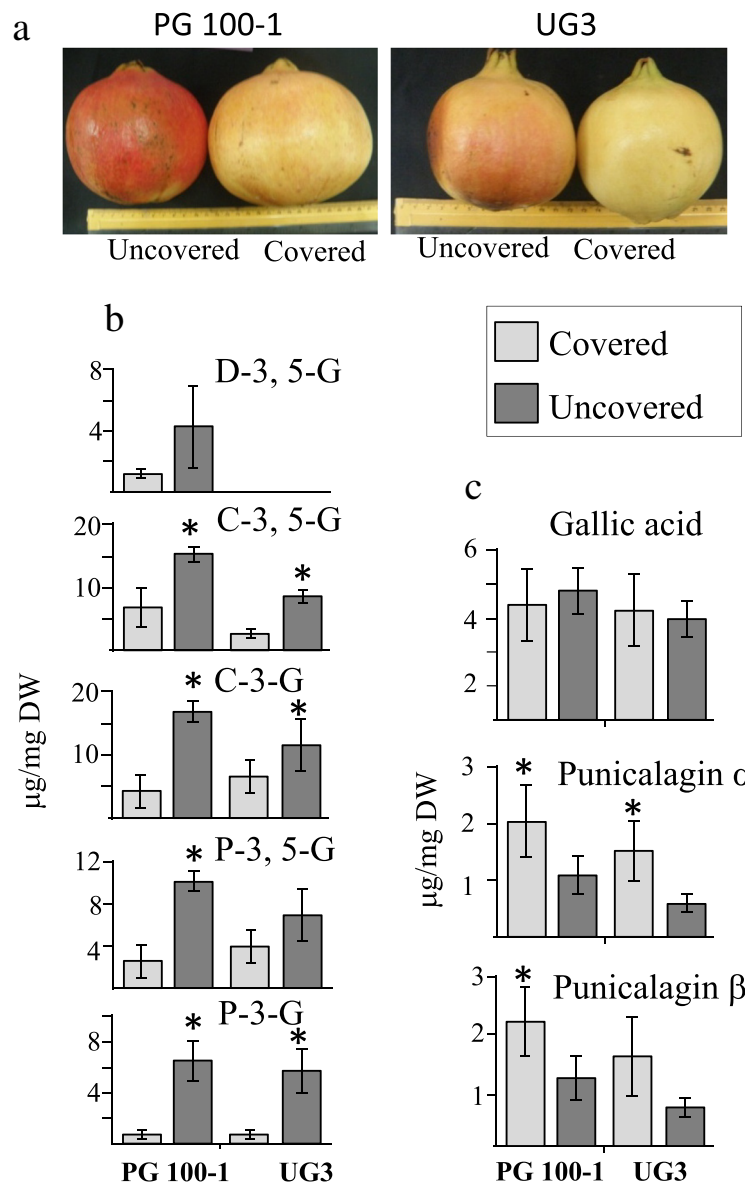 a
PG 100-1
UG3
Uncovered Covered
Uncovered Covered
b
Covered
Uncovered
µg/mg DW
D-3, 5-G
8
4
C-3, 5-G
20
10
*
*
C-3-G
20
10
*
*
P-3, 5-G
12
8
4
*
P-3-G
8
4
*
*
PG 100-1 UG3
c
µg/mg DW
Gallic acid
6
4
2
Punicalagin α
3
2
1
*
*
Punicalagin β
3
2
1
*
PG 100-1 UG3